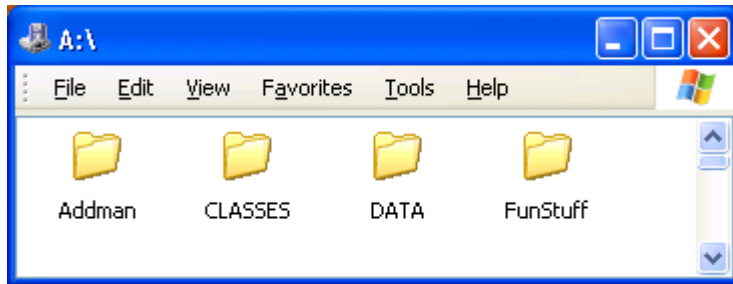 A:\
File Edit View Favorites Tools Help
Addman CLASSES DATA FunStuff